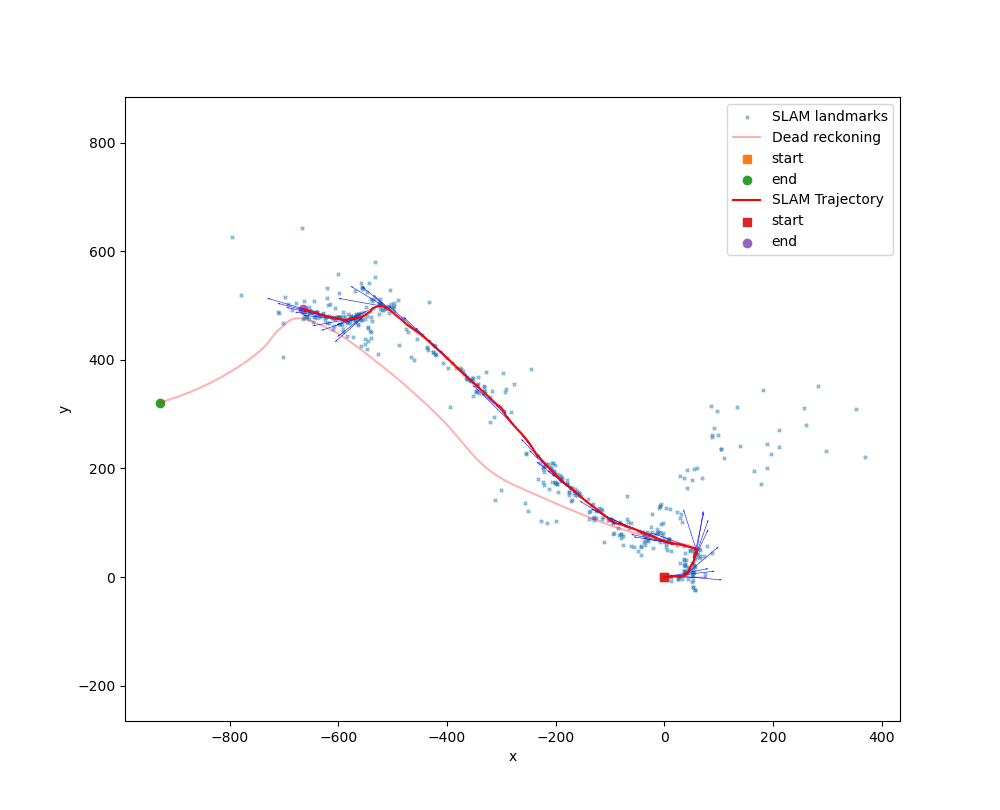 SLAM landmarks
Dead reckoning
start
end
SLAM Trajectory
start
end
800
600
400
200
0
−200
−800
−600
−400
−200
0
200
400
x
y